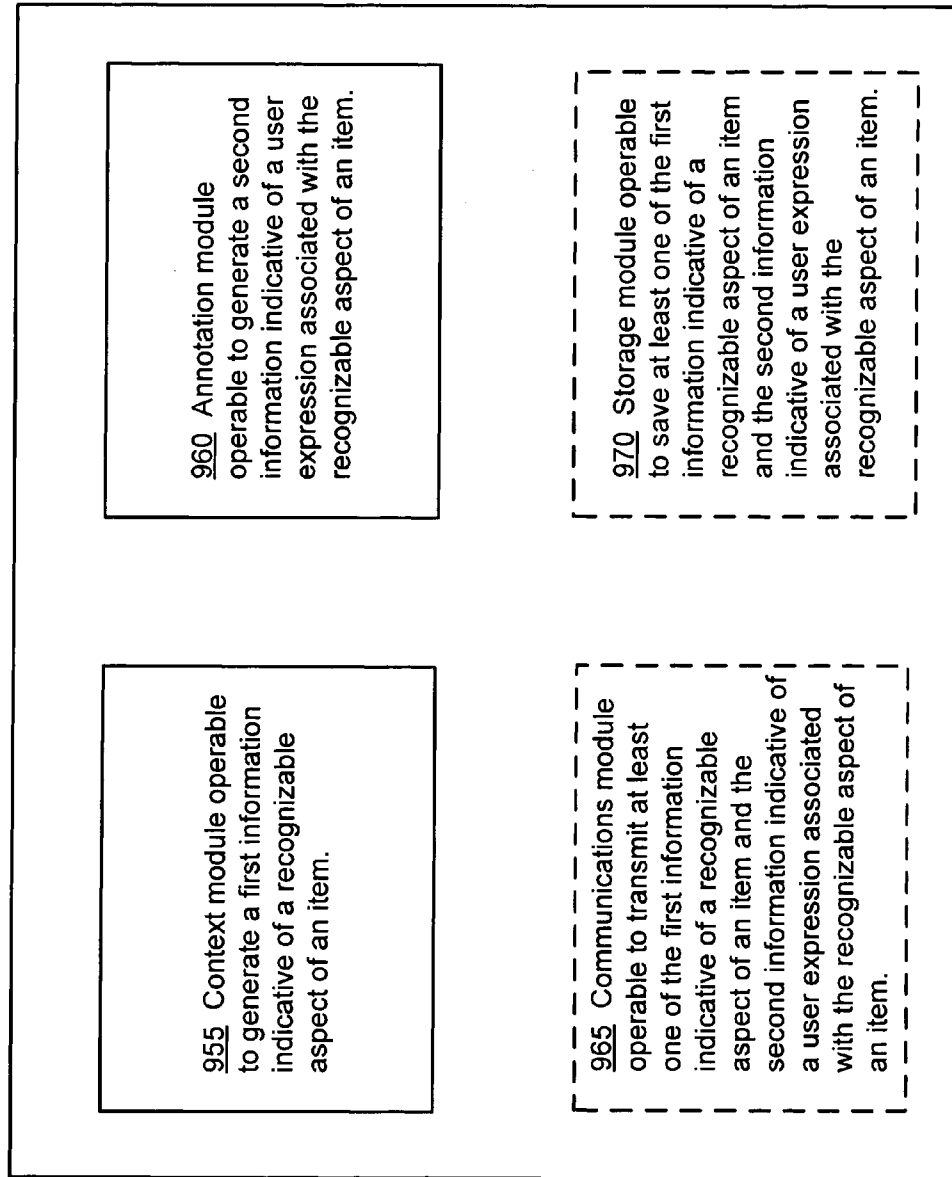 955 Context module operable
to generate a first information
indicative of a recognizable
aspect of an item.
960 Annotation module
operable to generate a second
information indicative of a user
expression associated with the
recognizable aspect of an item.
965 Communications module
operable to transmit at least
one of the first information
indicative of a recognizable
aspect of an item and the
second information indicative of
a user expression associated
with the recognizable aspect of
an item.
970 Storage module operable
to save at least one of the first
information indicative of a
recognizable aspect of an item
and the second information
indicative of a user expression
associated with the
recognizable aspect of an item.